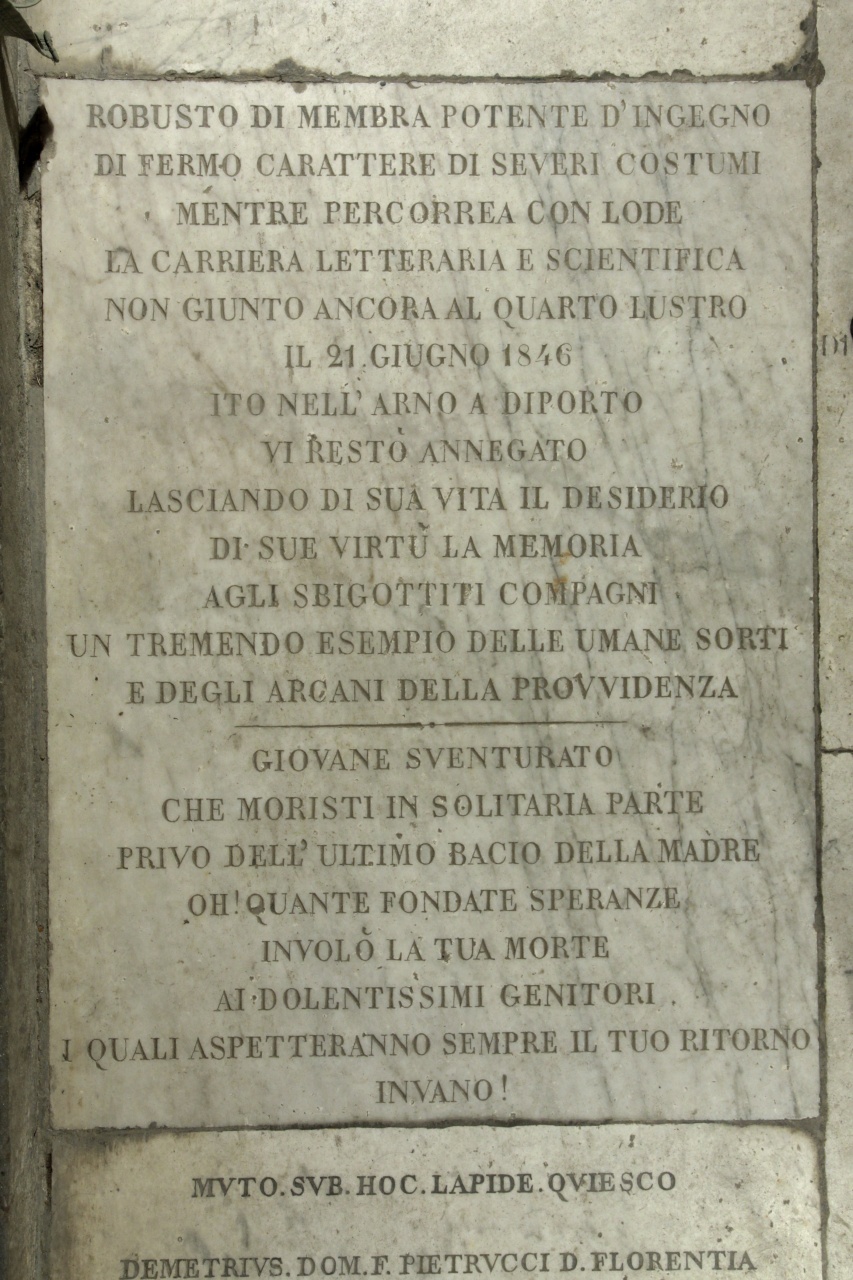 ROBUSTO DI MEMBRA POTENTE D'INGEGNO
DI FERMO CARATTERE DI SEVERI COSTUMI
MENTRE PERCORREA CON LODE
LA CARRIERA LETTERARIA E SCIENTIFICA
NON GIUNTO ANCORA AL QUARTO LUSTRO
IL 21 GIUGNO 1846
ITO NELL'ARNO A DIPORTO
VI RESTÒ ANNEGATO
LASCIANDO DI SUA VITA IL DESIDERIO
DI SUE VIRTÙ LA MEMORIA
AGLI SBIGOTTITI COMPAGNI
UN TREMENDO ESEMPIO DELLE UMANE SORTI
E DEGLI ARCANI DELLA PROVVIDENZA
GIOVANE SVENTURATO
CHE MORISTI IN SOLITARIA PARTE
PRIVO DELL'ULTIMO BACIO DELLA MADRE
OH! QUANTE FONDATE SPERANZE
INVOLÒ LA TUA MORTE
AI DOLENTISSIMI GENITORI
I QUALI ASPETTERANNO SEMPRE IL TUO RITORNO
INVANO!
MVTO.SVB.HOC.LAPIDE.QVIESCO
DEMETRIVS.DOM.F.PIETRVCCI D.FLORENTIA